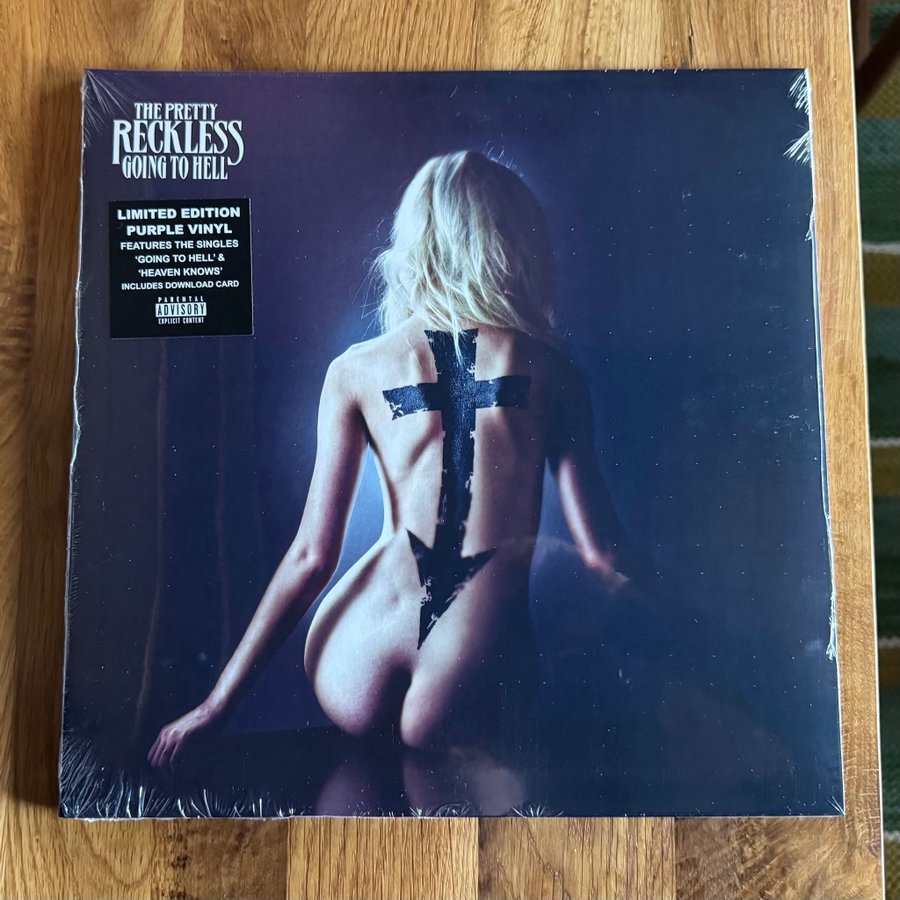 THE PRETTY
RECKLESS
GOING TO HELL
LIMITED EDITION
PURPLE VINYL
FEATURES THE SINGLES
‘GOING TO HELL’ &
‘HEAVEN KNOWS’
INCLUDES DOWNLOAD CARD
PARENTAL
ADVISORY
EXPLICIT CONTENT